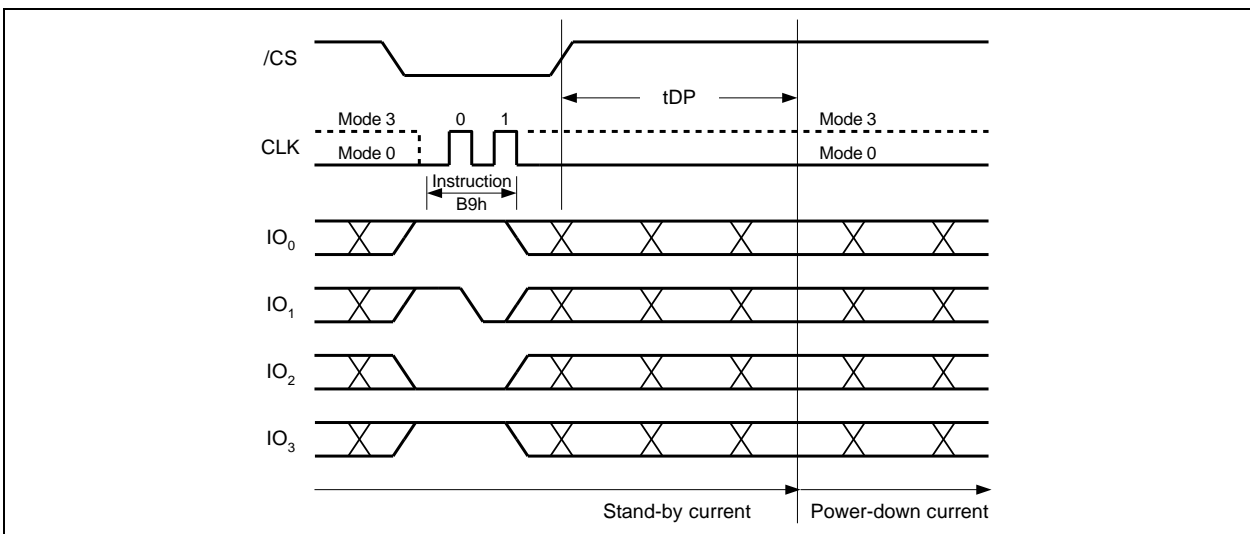 /CS
tDP
Mode 3 0 1 Mode 3
CLK
Mode 0 Mode 0
Instruction
B9h
IO0
IO1
IO2
IO3
Stand-by current Power-down current